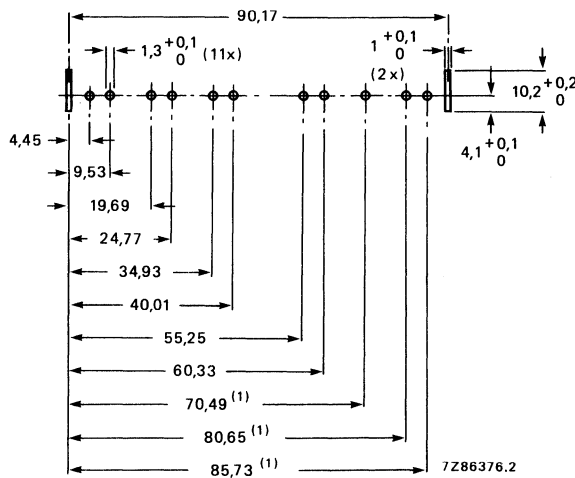 90,17
1,3 +0,1 0 (11x)
1 +0,1 0
(2x)
10,2 +0,2 0
4,1 +0,1 0
4,45
9,53
19,69
24,77
34,93
40,01
55,25
60,33
70,49 (1)
80,65 (1)
85,73 (1)
7Z86376.2